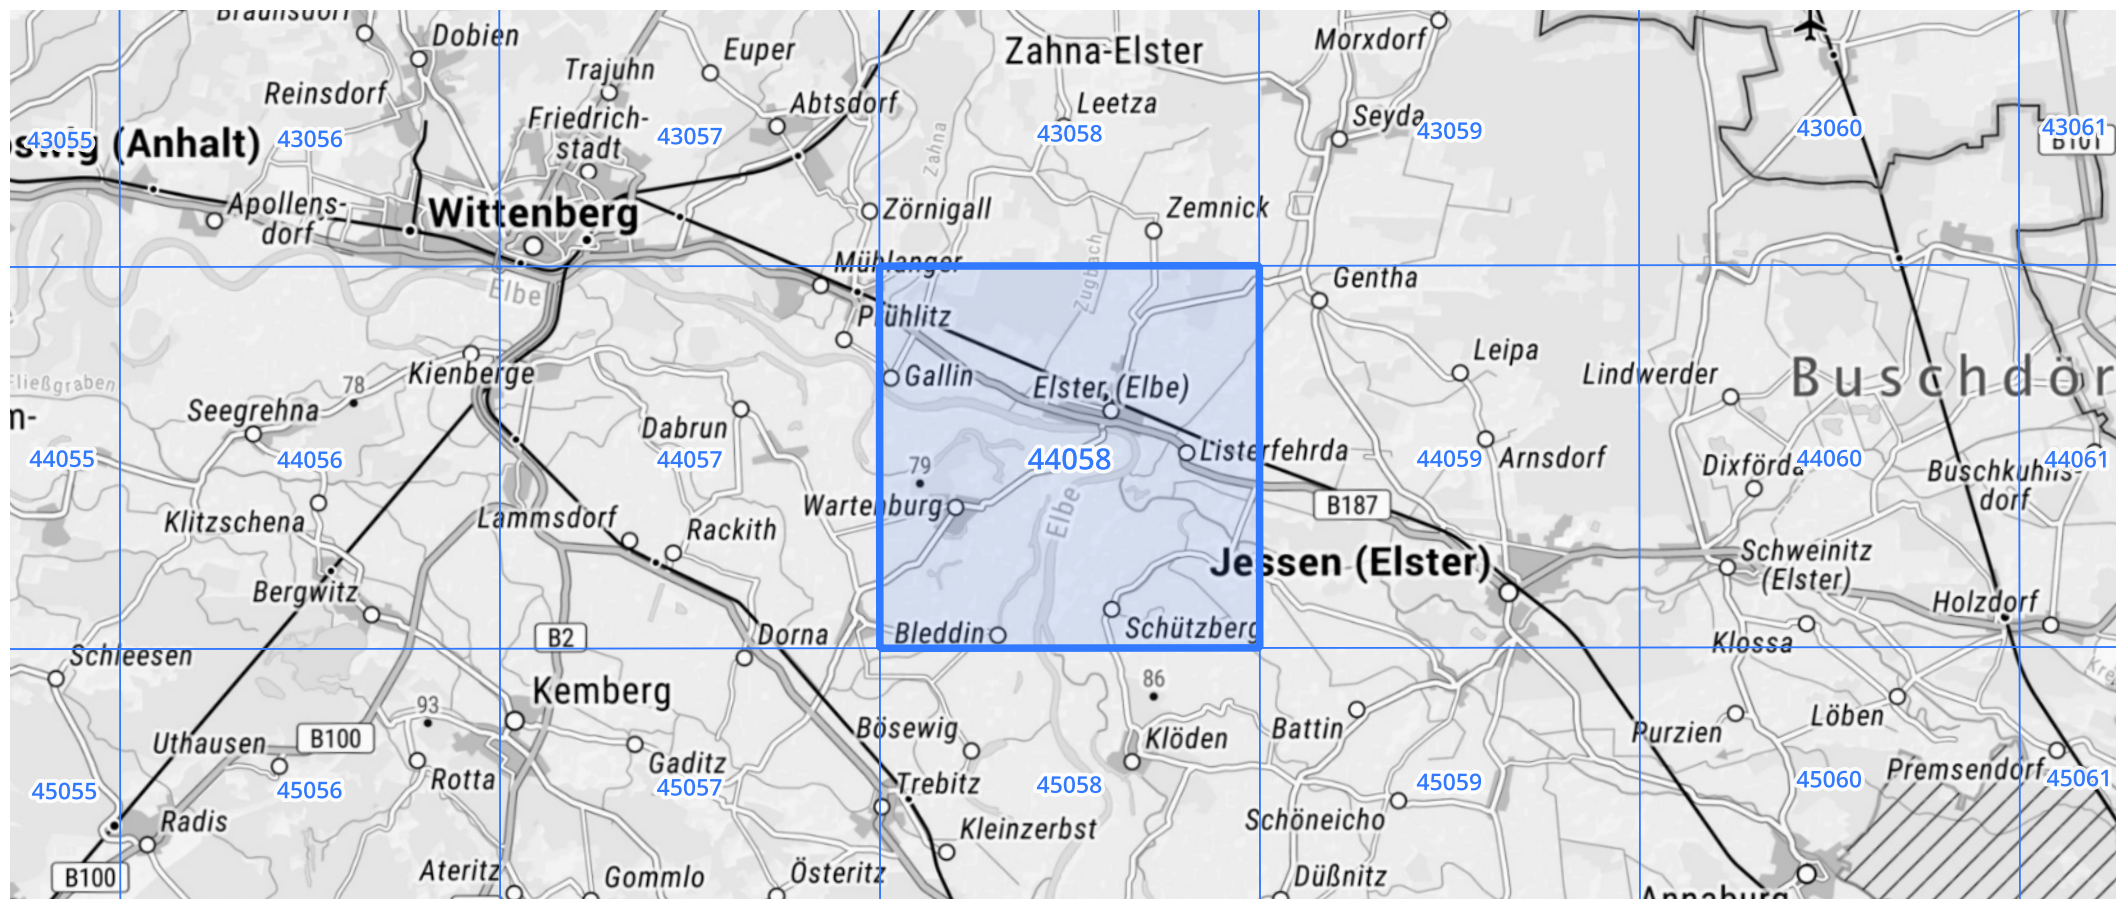 Dobien
Euper
Zahna-Elster
Morxdorf
Trajuhn
Reinsdorf
Abtsdorf
Leetza
Friedrich-
stadt
Seyda
43055
43056
43057
43058
43059
43060
43061
B101
(Anhalt)
Zahna
Apollens-
dorf
Wittenberg
Zörnigall
Zemnick
Mühlanger
Zugbach
Gentha
Elbe
Prühlitz
Leipa
Kienberge
Gallin
Elster (Elbe)
Lindwerder
Buschdör
Fließgraben
78
Seegrehna
m-
Dabrun
Listerfehrda
Arnsdorf
44055
44056
44057
44058
44059
44060
44061
Dixförda
Buschkuhns-
dorf
79
Wartenburg
Elbe
B187
Klitzschena
Lammsdorf
Rackith
Jessen (Elster)
Schweinitz
(Elster)
Bergwitz
Holzdorf
B2
Dorna
Bleddin
Schützberg
Klossa
Schleesen
Kre
Kemberg
86
93
Bösewig
Klöden
Battin
Purzien
Löben
Uthausen
B100
Rotta
Gaditz
Trebitz
Premsendorf
45055
45056
45057
45058
45059
45060
45061
Radis
Kleinzerbst
Schöneicho
B100
Ateritz
Gommlo
Österitz
Düßnitz
Annaburg